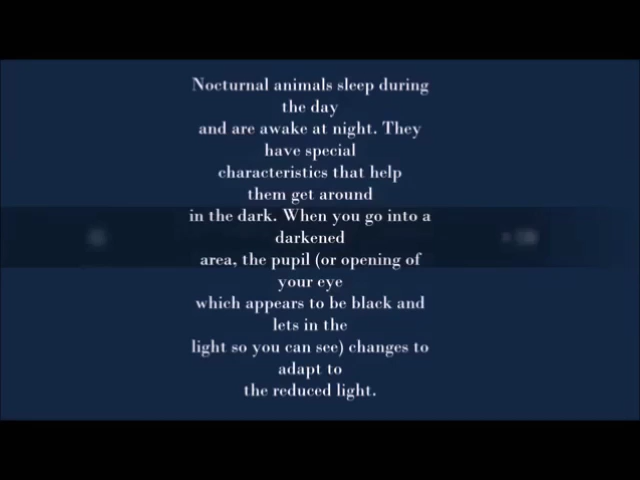 Nocturnal animals sleep during
the day
and are awake at night. They
have special
characteristics that help
them get around
in the dark. When you go into a
darkened
area, the pupil (or opening of
your eye
which appears to be black and
lets in the
light so you can see) changes to
adapt to
the reduced light.